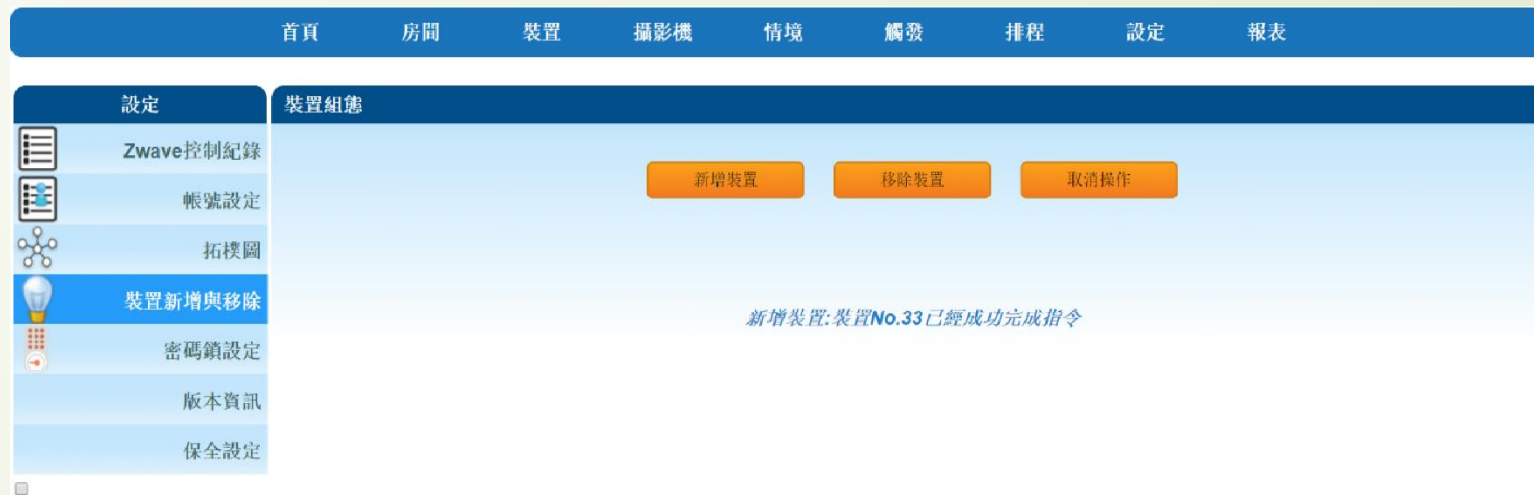 首頁 房間 裝置 攝影機 情境 觸發 排程 設定 報表
設定
Zwave控制紀錄
帳號設定
拓樸圖
裝置新增與移除
密碼鎖設定
版本資訊
保全設定
裝置組態
新增裝置 移除裝置 取消操作
新增裝置:裝置No.33已經成功完成指令